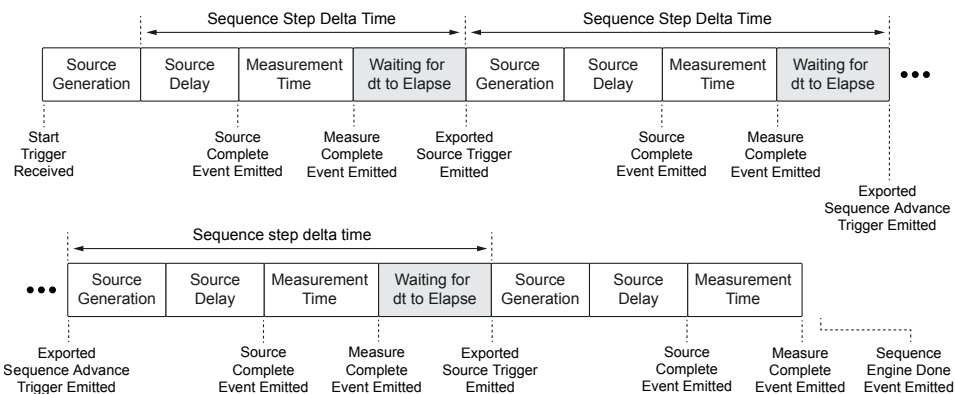 Sequence Step Delta Time
Sequence Step Delta Time
Source
Generation
Source
Delay
Measurement
Time
Waiting for
dt to Elapse
Source
Generation
Source
Delay
Measurement
Time
Waiting for
dt to Elapse
•••
Start
Trigger
Received
Source
Complete
Event Emitted
Measure
Complete
Event Emitted
Exported
Source Trigger
Emitted
Source
Complete
Event Emitted
Measure
Complete
Event Emitted
Exported
Sequence Advance
Trigger Emitted
Sequence step delta time
•••
Source
Generation
Source
Delay
Measurement
Time
Waiting for
dt to Elapse
Source
Generation
Source
Delay
Measurement
Time
Exported
Sequence Advance
Trigger Emitted
Source
Complete
Event Emitted
Measure
Complete
Event Emitted
Exported
Source Trigger
Emitted
Source
Complete
Event Emitted
Measure
Complete
Event Emitted
Sequence
Engine Done
Event Emitted